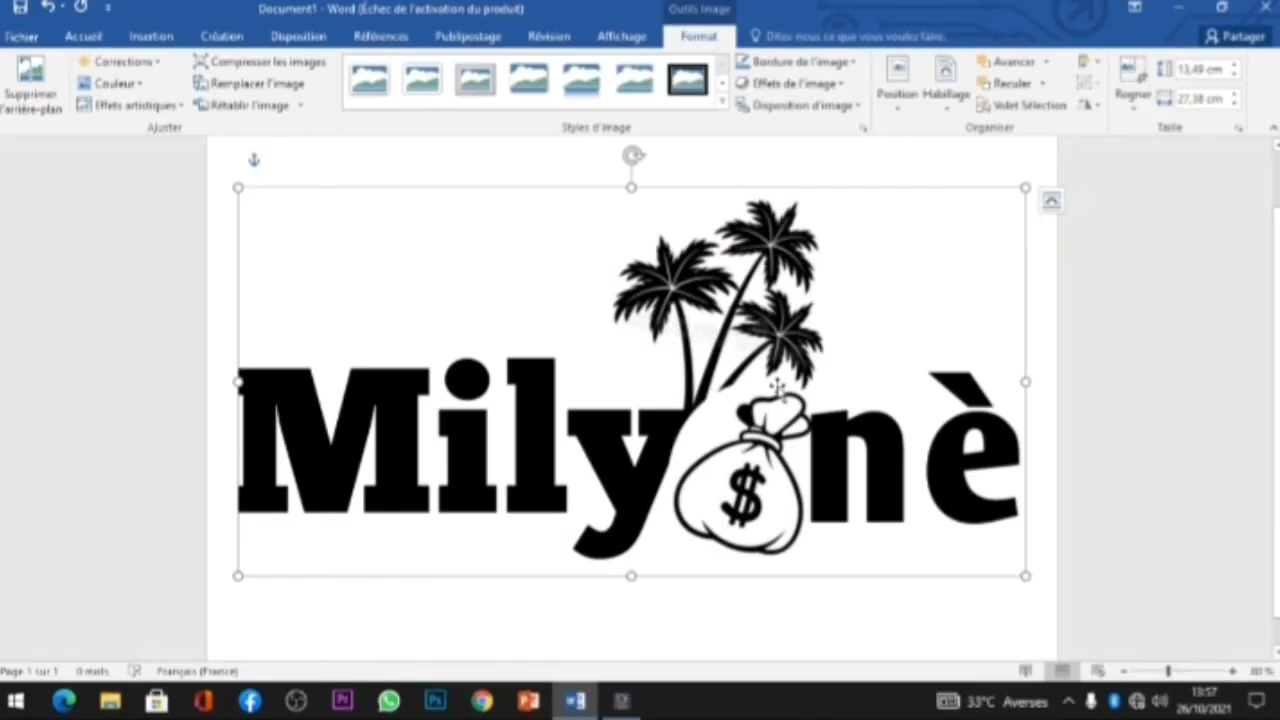 Document1 - Word (Échec de l'activation du produit)
Outils Image
Fichier Accueil Insertion Création Disposition Références Publipostage Révision Affichage Format Dites-nous ce que vous voulez faire. Partager
Supprimer l'arrière-plan
Corrections
Couleur
Effets artistiques
Compresser les images
Remplacer l'image
Rétablir l'image
Ajuster
Styles d'image
Bordure de l'image
Effets de l'image
Disposition d'image
Position
Habillage
Avancer
Reculer
Volet Sélection
Organiser
Rogner
13,49 cm
27,38 cm
Taille
Mily$nè
Page 1 sur 1 0 mots Français (France) 80 %
33°C Averses
13:57
26/10/2021